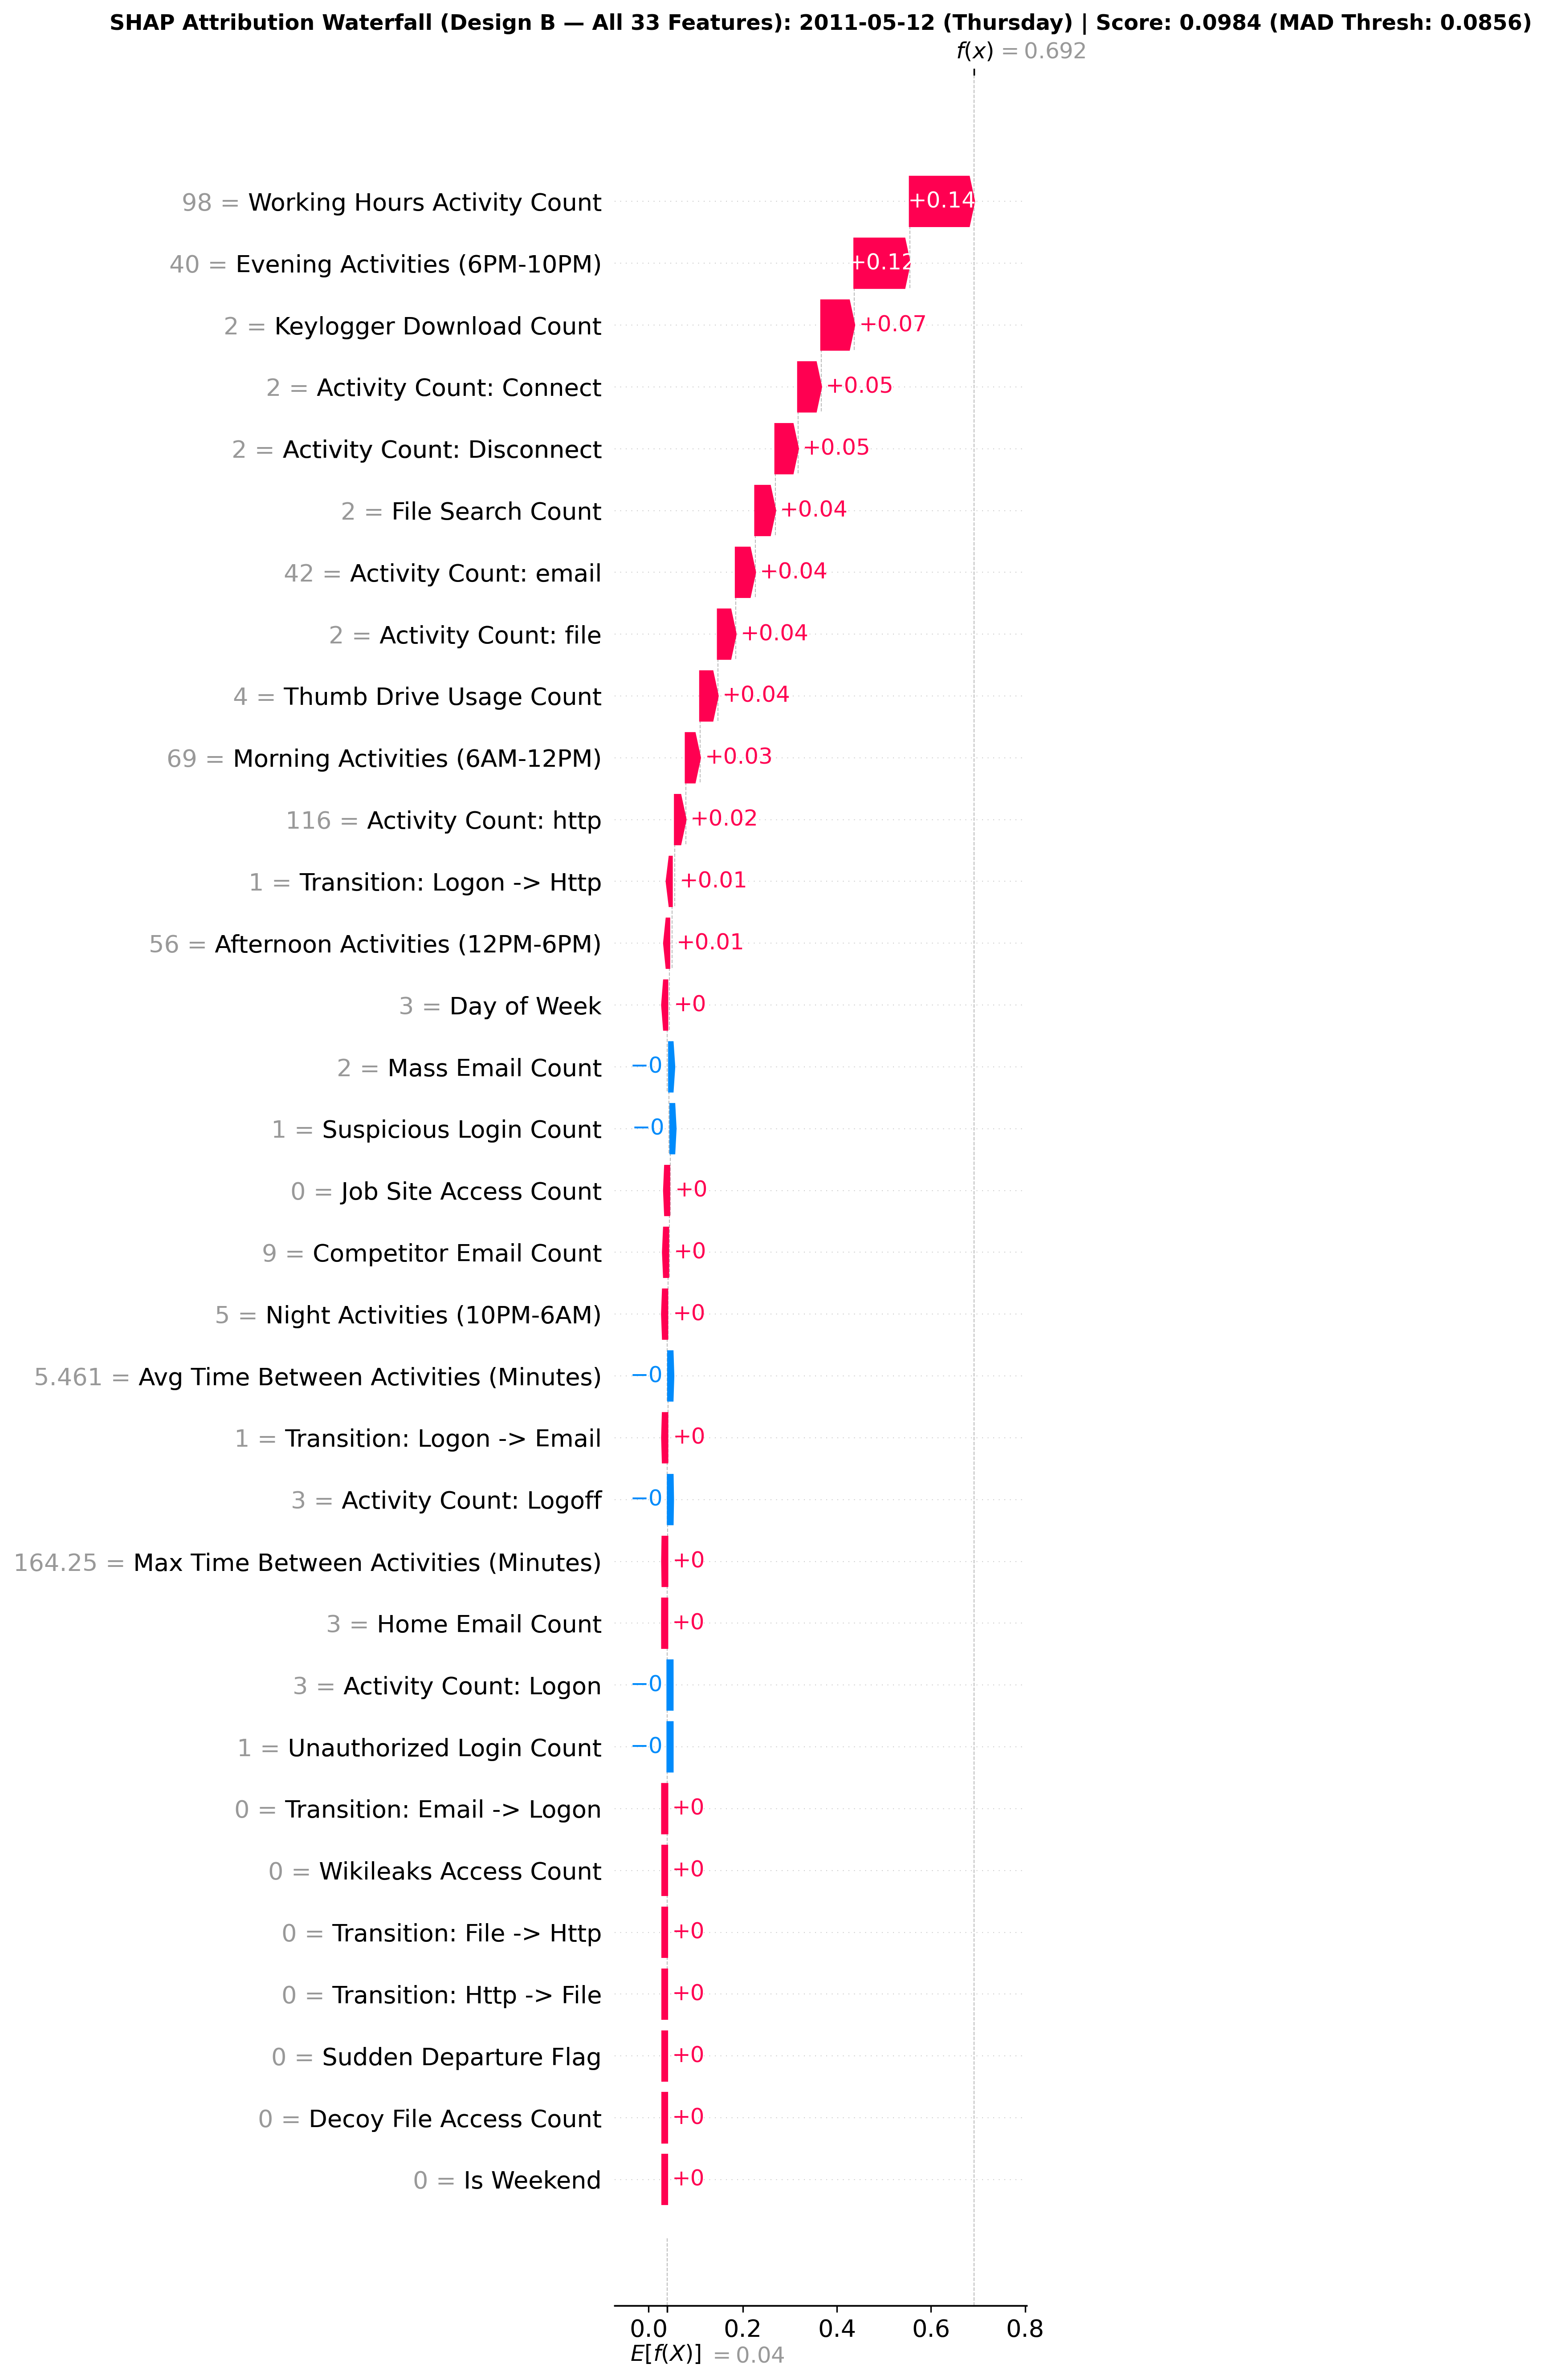 SHAP Attribution Waterfall (Design B — All 33 Features): 2011-05-12 (Thursday) | Score: 0.0984 (MAD Thresh: 0.0856)
f(x) = 0.692
98 = Working Hours Activity Count +0.14
40 = Evening Activities (6PM-10PM) +0.12
2 = Keylogger Download Count +0.07
2 = Activity Count: Connect +0.05
2 = Activity Count: Disconnect +0.05
2 = File Search Count +0.04
42 = Activity Count: email +0.04
2 = Activity Count: file +0.04
4 = Thumb Drive Usage Count +0.04
69 = Morning Activities (6AM-12PM) +0.03
116 = Activity Count: http +0.02
1 = Transition: Logon -> Http +0.01
56 = Afternoon Activities (12PM-6PM) +0.01
3 = Day of Week +0
2 = Mass Email Count −0
1 = Suspicious Login Count −0
0 = Job Site Access Count +0
9 = Competitor Email Count +0
5 = Night Activities (10PM-6AM) +0
5.461 = Avg Time Between Activities (Minutes) −0
1 = Transition: Logon -> Email +0
3 = Activity Count: Logoff −0
164.25 = Max Time Between Activities (Minutes) +0
3 = Home Email Count +0
3 = Activity Count: Logon −0
1 = Unauthorized Login Count −0
0 = Transition: Email -> Logon +0
0 = Wikileaks Access Count +0
0 = Transition: File -> Http +0
0 = Transition: Http -> File +0
0 = Sudden Departure Flag +0
0 = Decoy File Access Count +0
0 = Is Weekend +0
0.0 0.2 0.4 0.6 0.8
E[f(X)] = 0.04